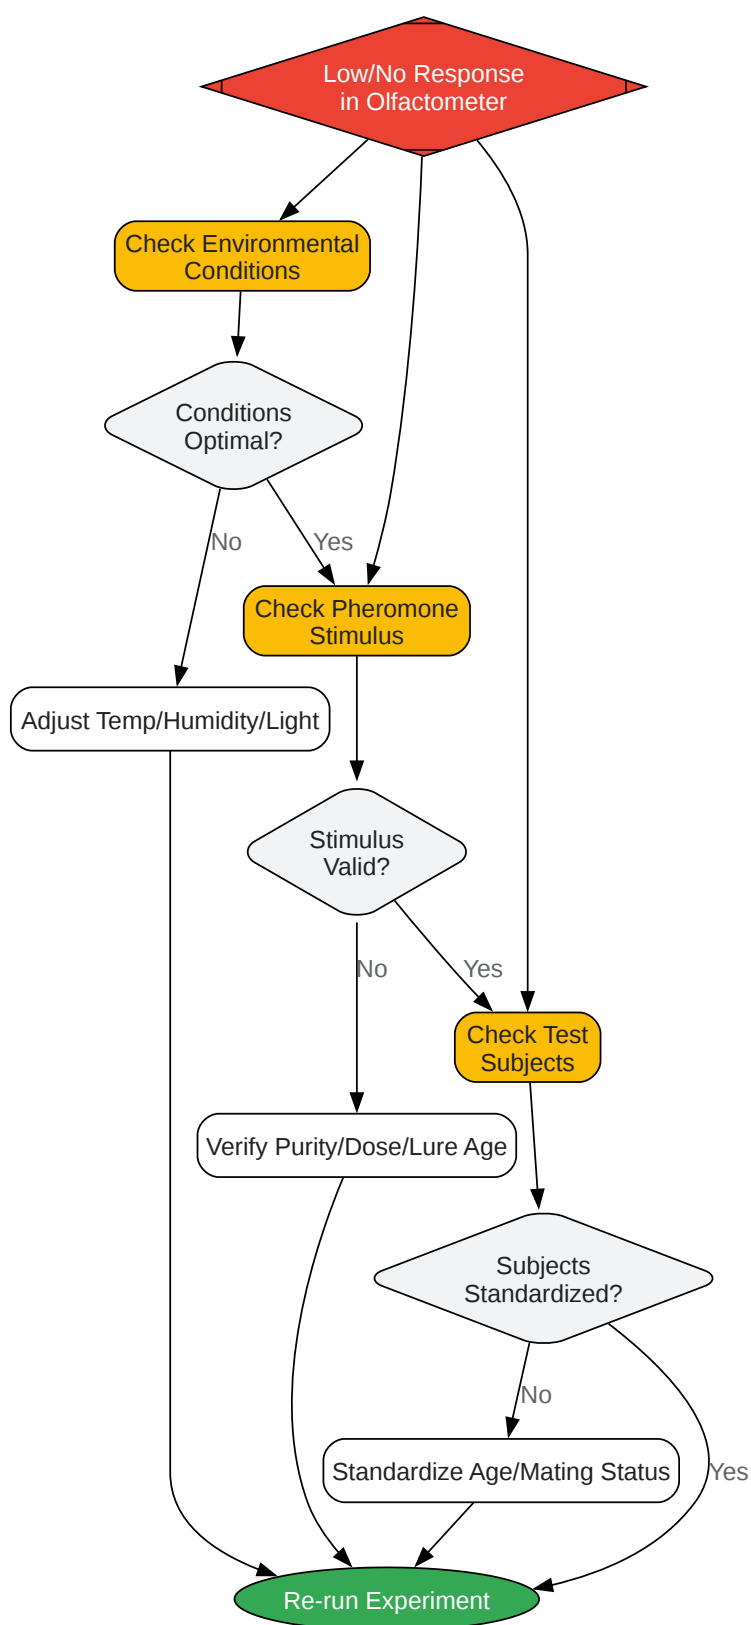 Low/No Response
in Olfactometer
Check Environmental
Conditions
Conditions
Optimal?
No
Yes
Check Pheromone
Stimulus
Adjust Temp/Humidity/Light
Stimulus
Valid?
No
Yes
Check Test
Subjects
Verify Purity/Dose/Lure Age
Subjects
Standardized?
No
Standardize Age/Mating Status
Yes
Re-run Experiment